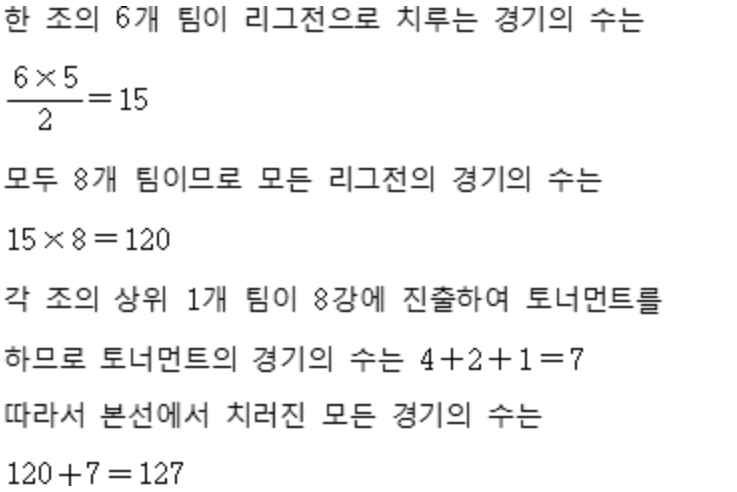 한 조의 6개 팀이 리그전으로 치루는 경기의 수는
6×5/2=15
모두 8개 팀이므로 모든 리그전의 경기의 수는
15×8=120
각 조의 상위 1개 팀이 8강에 진출하여 토너먼트를
하므로 토너먼트의 경기의 수는 4+2+1=7
따라서 본선에서 치러진 모든 경기의 수는
120+7=127